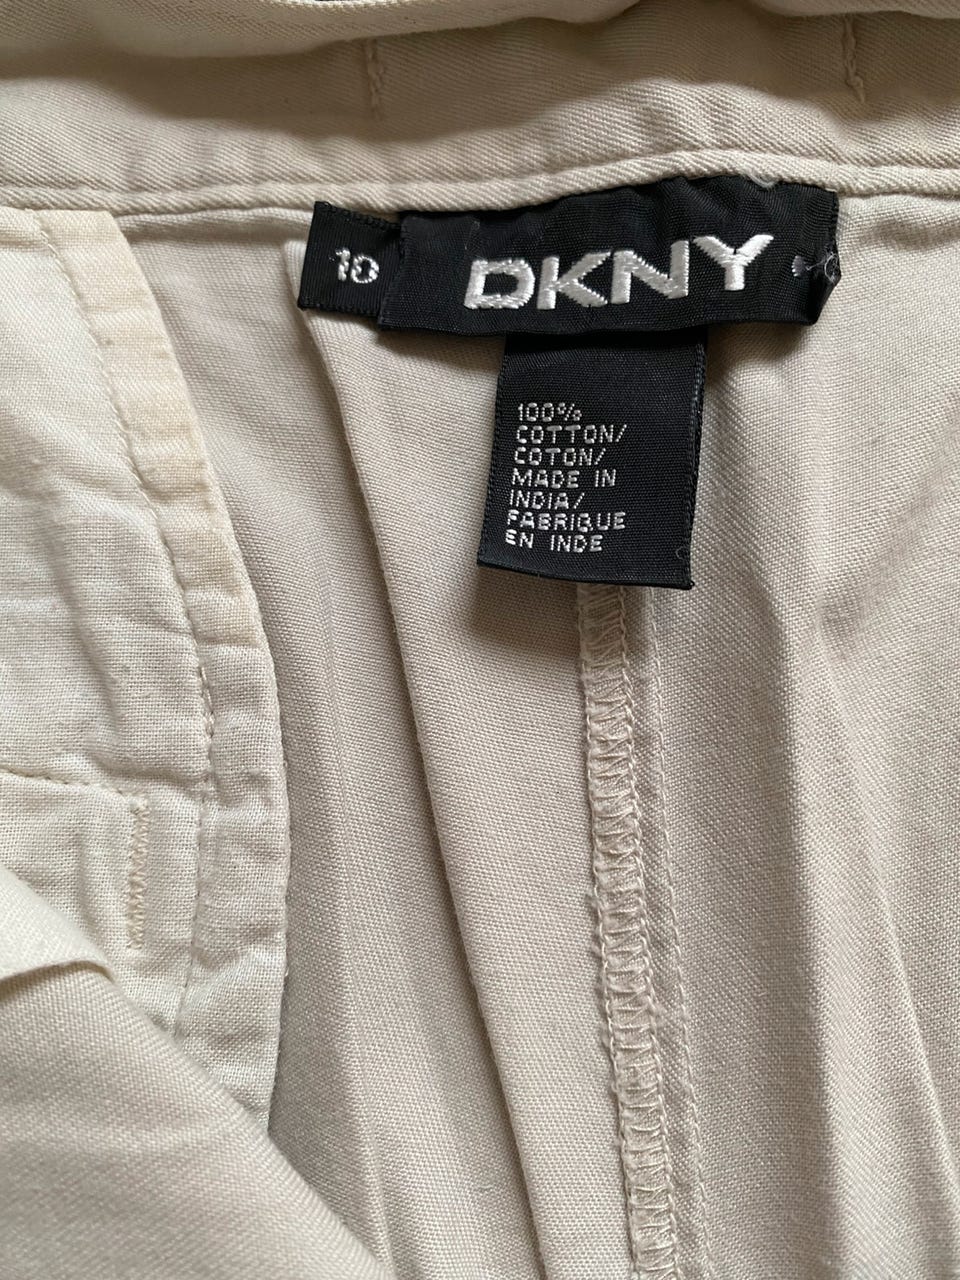 10
DKNY
100%
COTTON/
COTON/
MADE IN
INDIA/
FABRIQUE
EN INDE